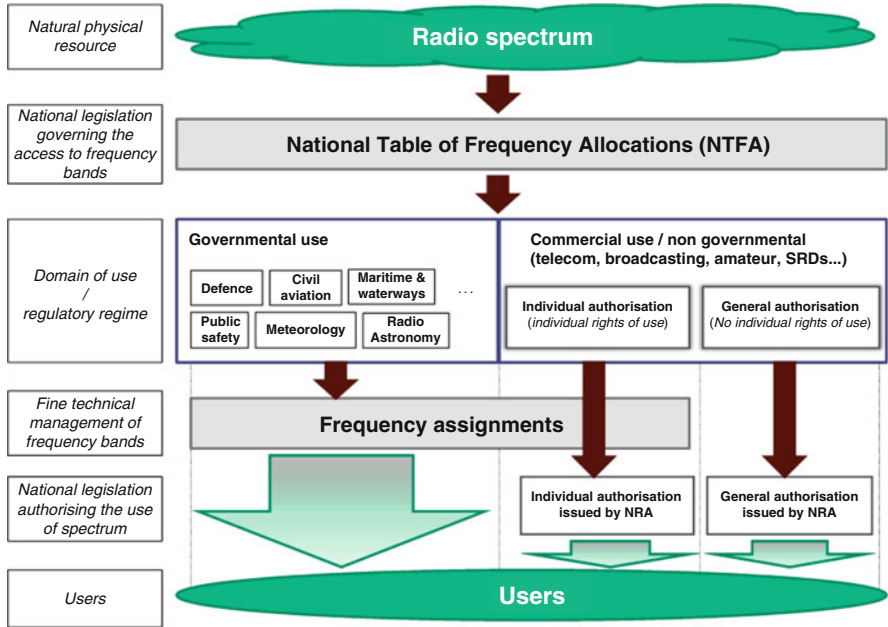 Natural physical
resource
Radio spectrum
National legislation
governing the
access to frequency
bands
National Table of Frequency Allocations (NTFA)
Domain of use
/
regulatory regime
Governmental use
Defence
Civil
aviation
Maritime &
waterways
...
Public
safety
Meteorology
Radio
Astronomy
Commercial use / non governmental
(telecom, broadcasting, amateur, SRDs...)
Individual authorisation
(individual rights of use)
General authorisation
(No individual rights of use)
Fine technical
management of
frequency bands
Frequency assignments
National legislation
authorising the use
of spectrum
Individual authorisation
issued by NRA
General authorisation
issued by NRA
Users
Users